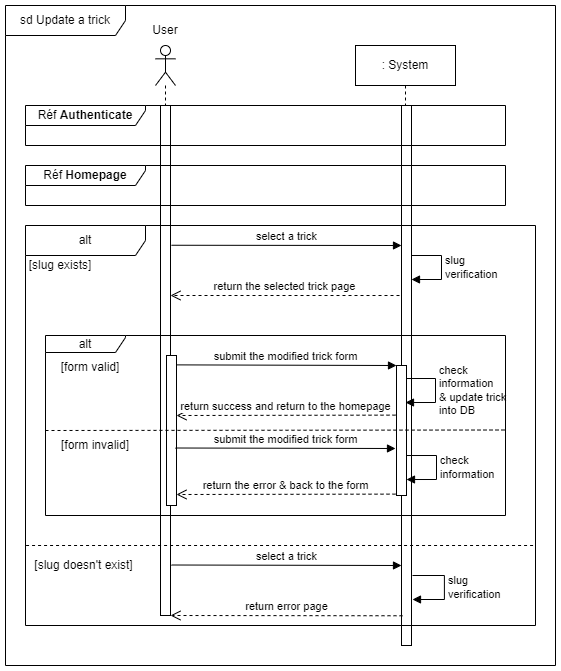 sd Update a trick
User
: System
Réf Authenticate
Réf Homepage
alt
select a trick
[slug exists]
slug
verification
return the selected trick page
alt
submit the modified trick form
[form valid]
check
information
& update trick
into DB
return success and return to the homepage
submit the modified trick form
[form invalid]
check
information
return the error & back to the form
select a trick
[slug doesn't exist]
slug
verification
return error page